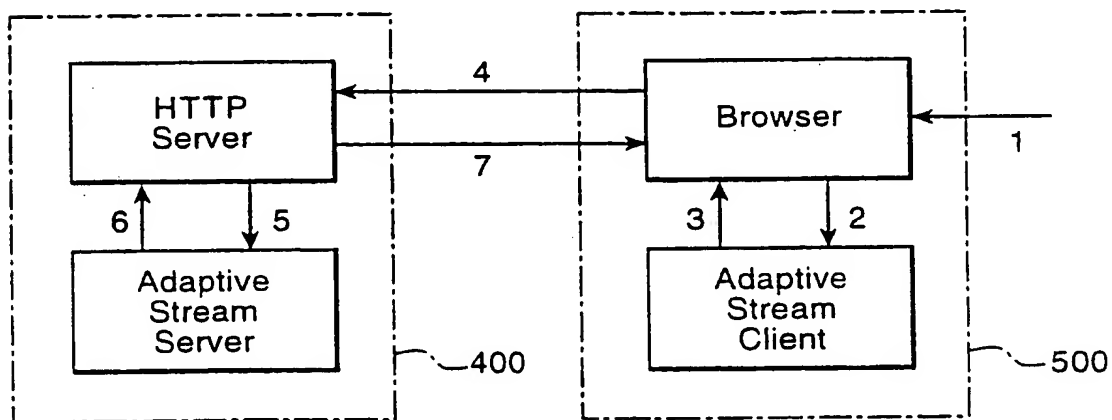 HTTP
Server
4
7
Browser
1
6
5
3
2
Adaptive
Stream
Server
Adaptive
Stream
Client
400
500